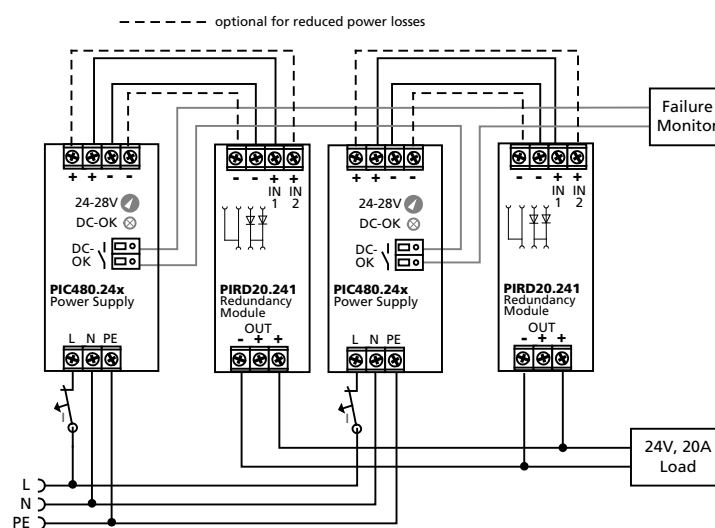 optional for reduced power losses
Failure
Monitor
+ + - -
24-28V
DC-OK
DC-
OK
PIC480.24x
Power Supply
L N PE
- - + +
IN IN
1 2
PIRD20.241
Redundancy
Module
OUT
- + +
+ + - -
24-28V
DC-OK
DC-
OK
PIC480.24x
Power Supply
L N PE
- - + +
IN IN
1 2
PIRD20.241
Redundancy
Module
OUT
- + +
I
I
24V, 20A
Load
L
N
PE